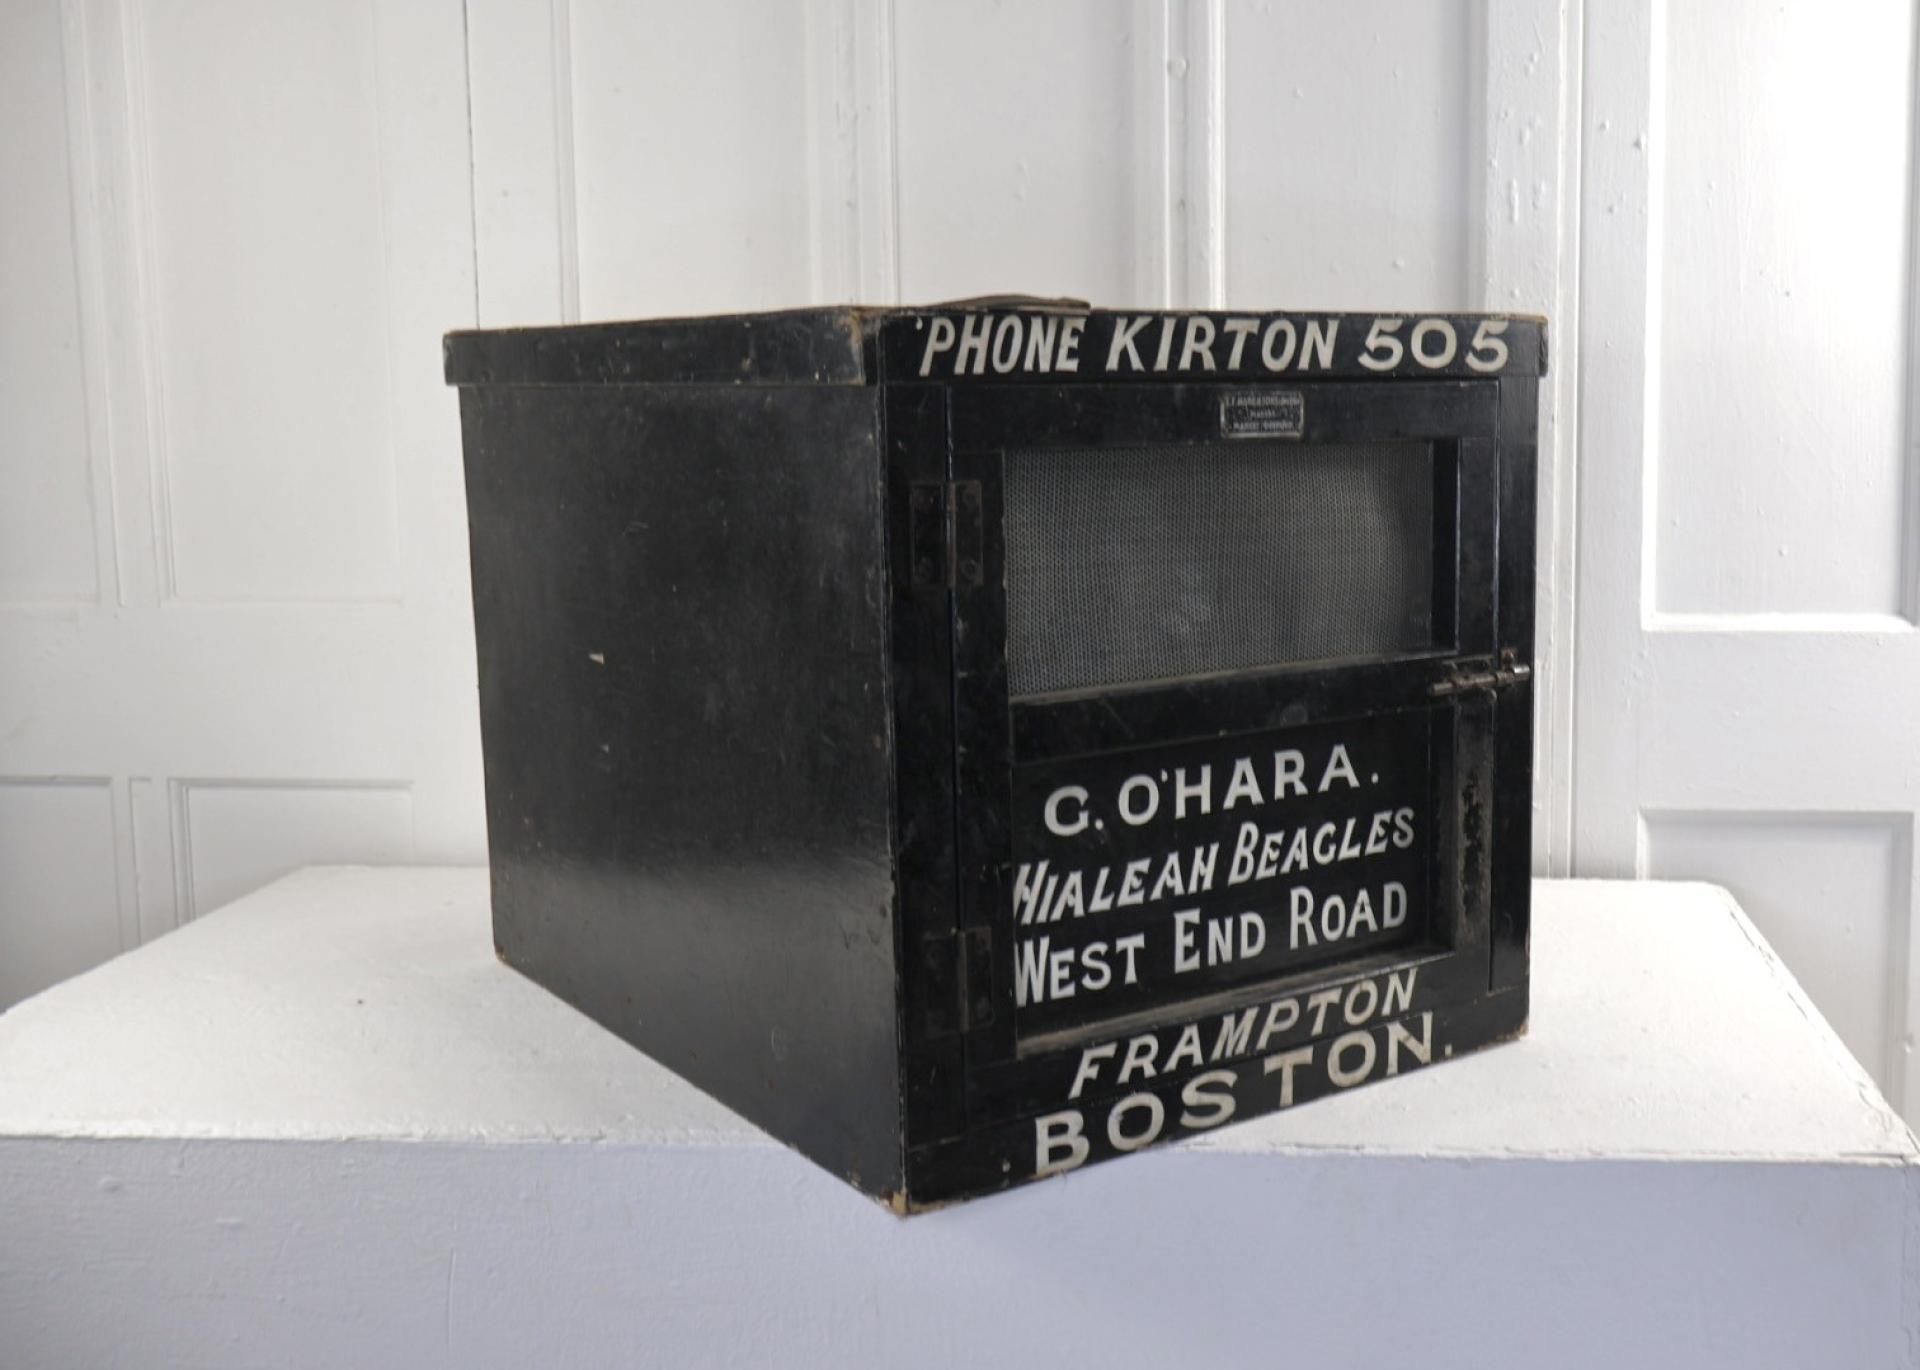 'PHONE KIRTON 505
G. O'HARA.
HIALEAH BEAGLES
WEST END ROAD
FRAMPTON
BOSTON.